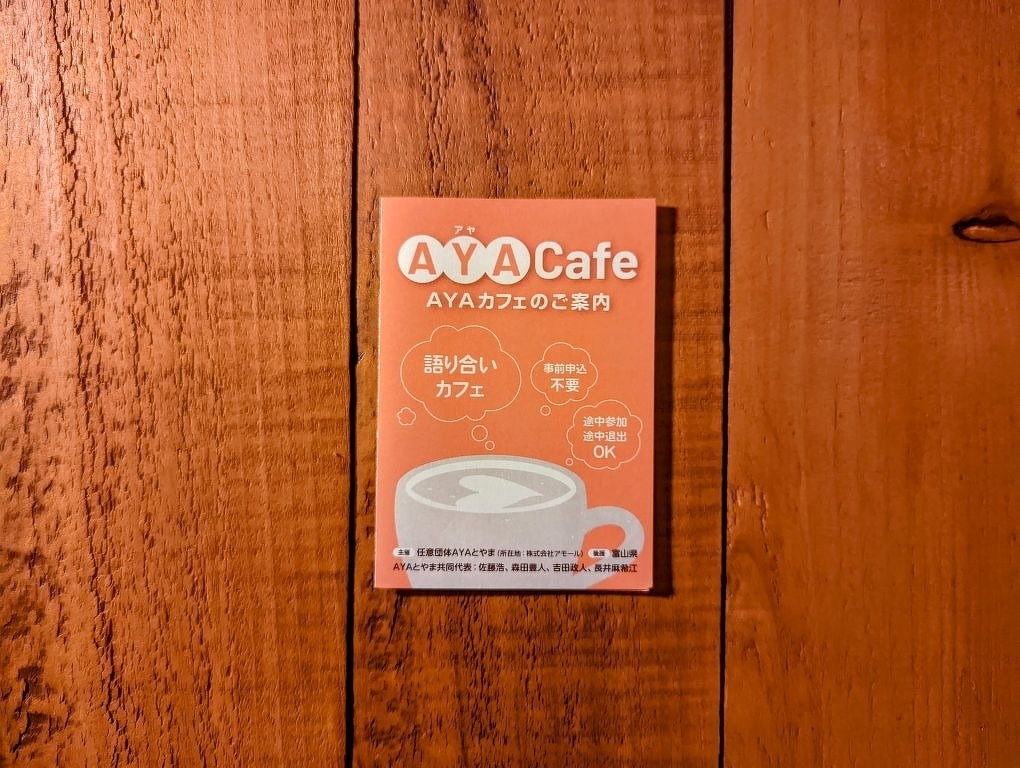 アヤ
AYA Cafe
AYAカフェのご案内
語り合い
カフェ
事前申込
不要
途中参加
途中退出
OK
主催 任意団体AYAとやま(所在地:株式会社アモール) 後援 富山県
AYAとやま共同代表:佐藤浩、森田豊人、吉田政人、長井麻希江